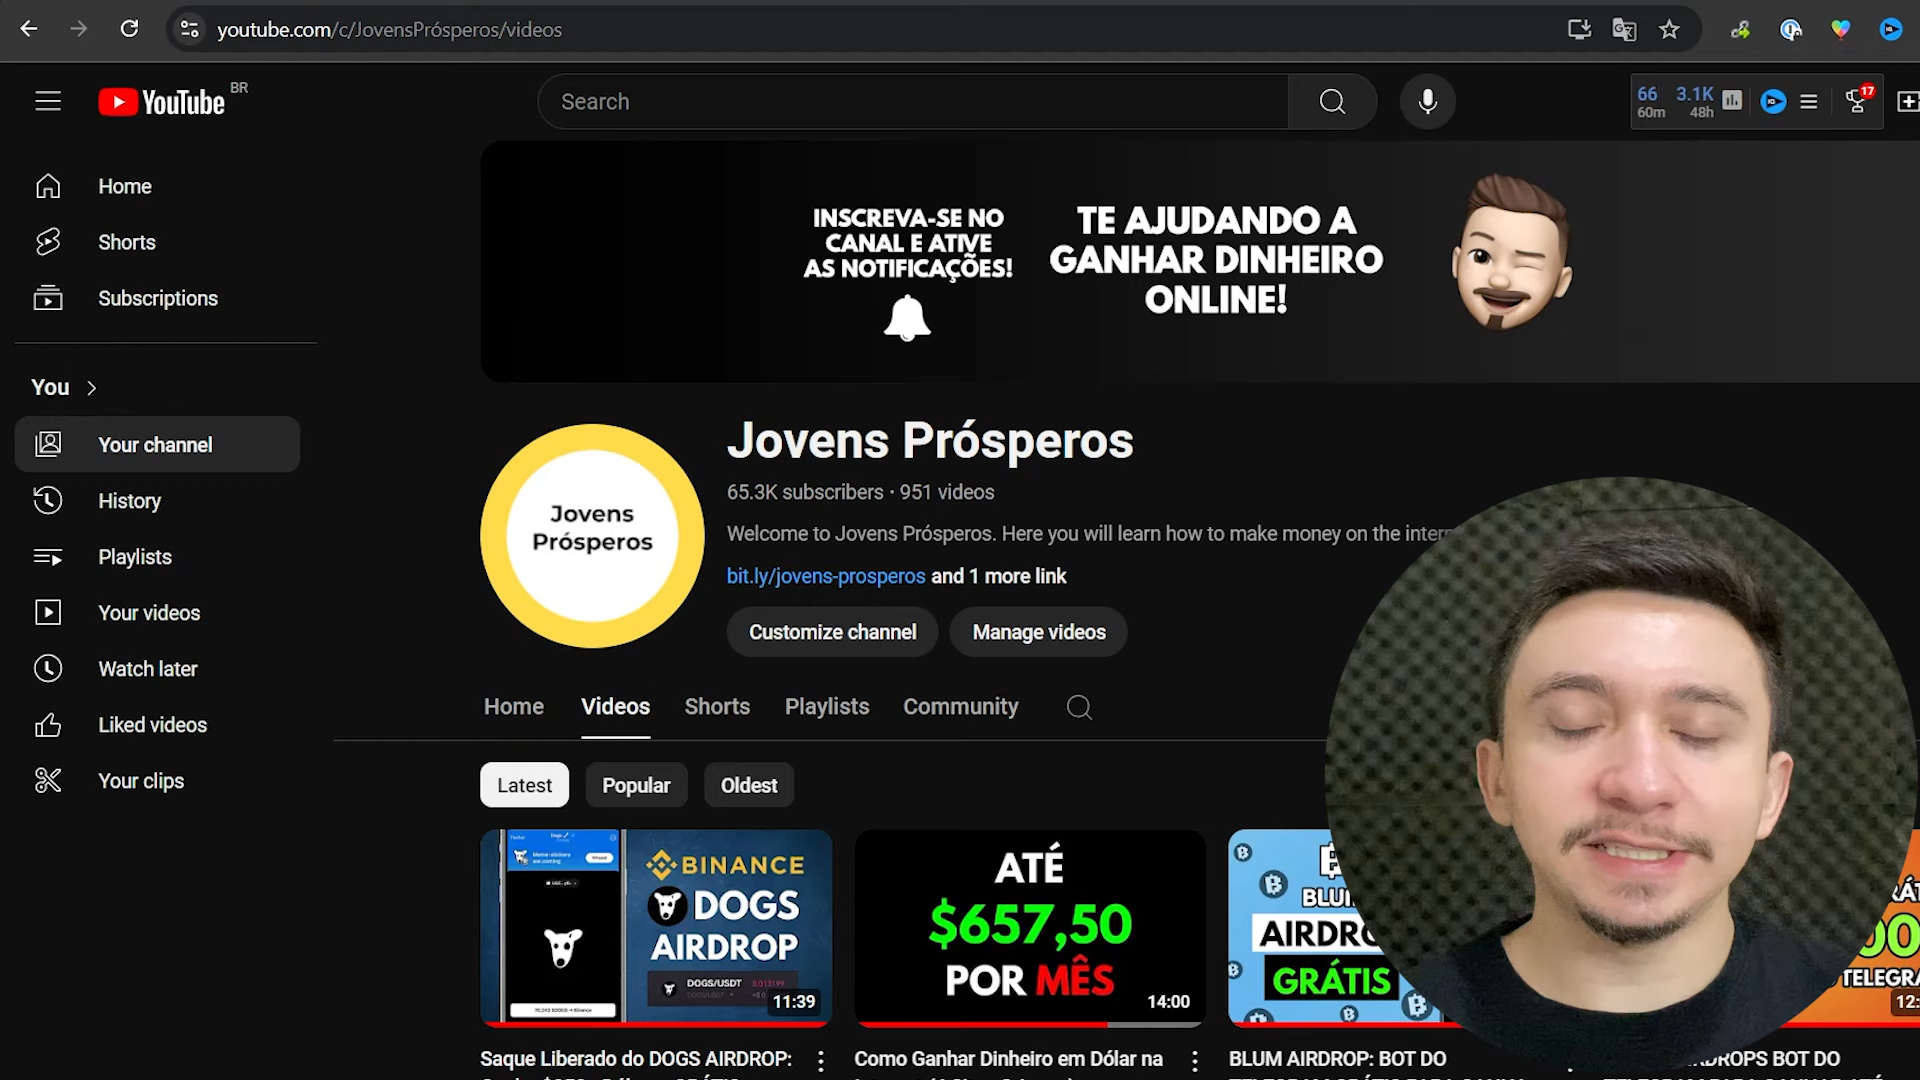 youtube.com/c/JovensPrósperos/videos
YouTube BR
Search
66 3.1K
60m 48h
17
Home
Shorts
Subscriptions
You
Your channel
History
Playlists
Your videos
Watch later
Liked videos
Your clips
INSCREVA-SE NO
CANAL E ATIVE
AS NOTIFICAÇÕES!
TE AJUDANDO A
GANHAR DINHEIRO
ONLINE!
Jovens
Prósperos
Jovens Prósperos
65.3K subscribers • 951 videos
Welcome to Jovens Prósperos. Here you will learn how to make money on the inter
bit.ly/jovens-prosperos and 1 more link
Customize channel
Manage videos
Home
Videos
Shorts
Playlists
Community
Latest
Popular
Oldest
BINANCE
DOGS
AIRDROP
DOGS/USDT
11:39
ATÉ
$657,50
POR MÊS
14:00
AIRDRO
GRÁTIS
TELEGRA
12:
Saque Liberado do DOGS AIRDROP:
Como Ganhar Dinheiro em Dólar na
BLUM AIRDROP: BOT DO
DROPS BOT DO